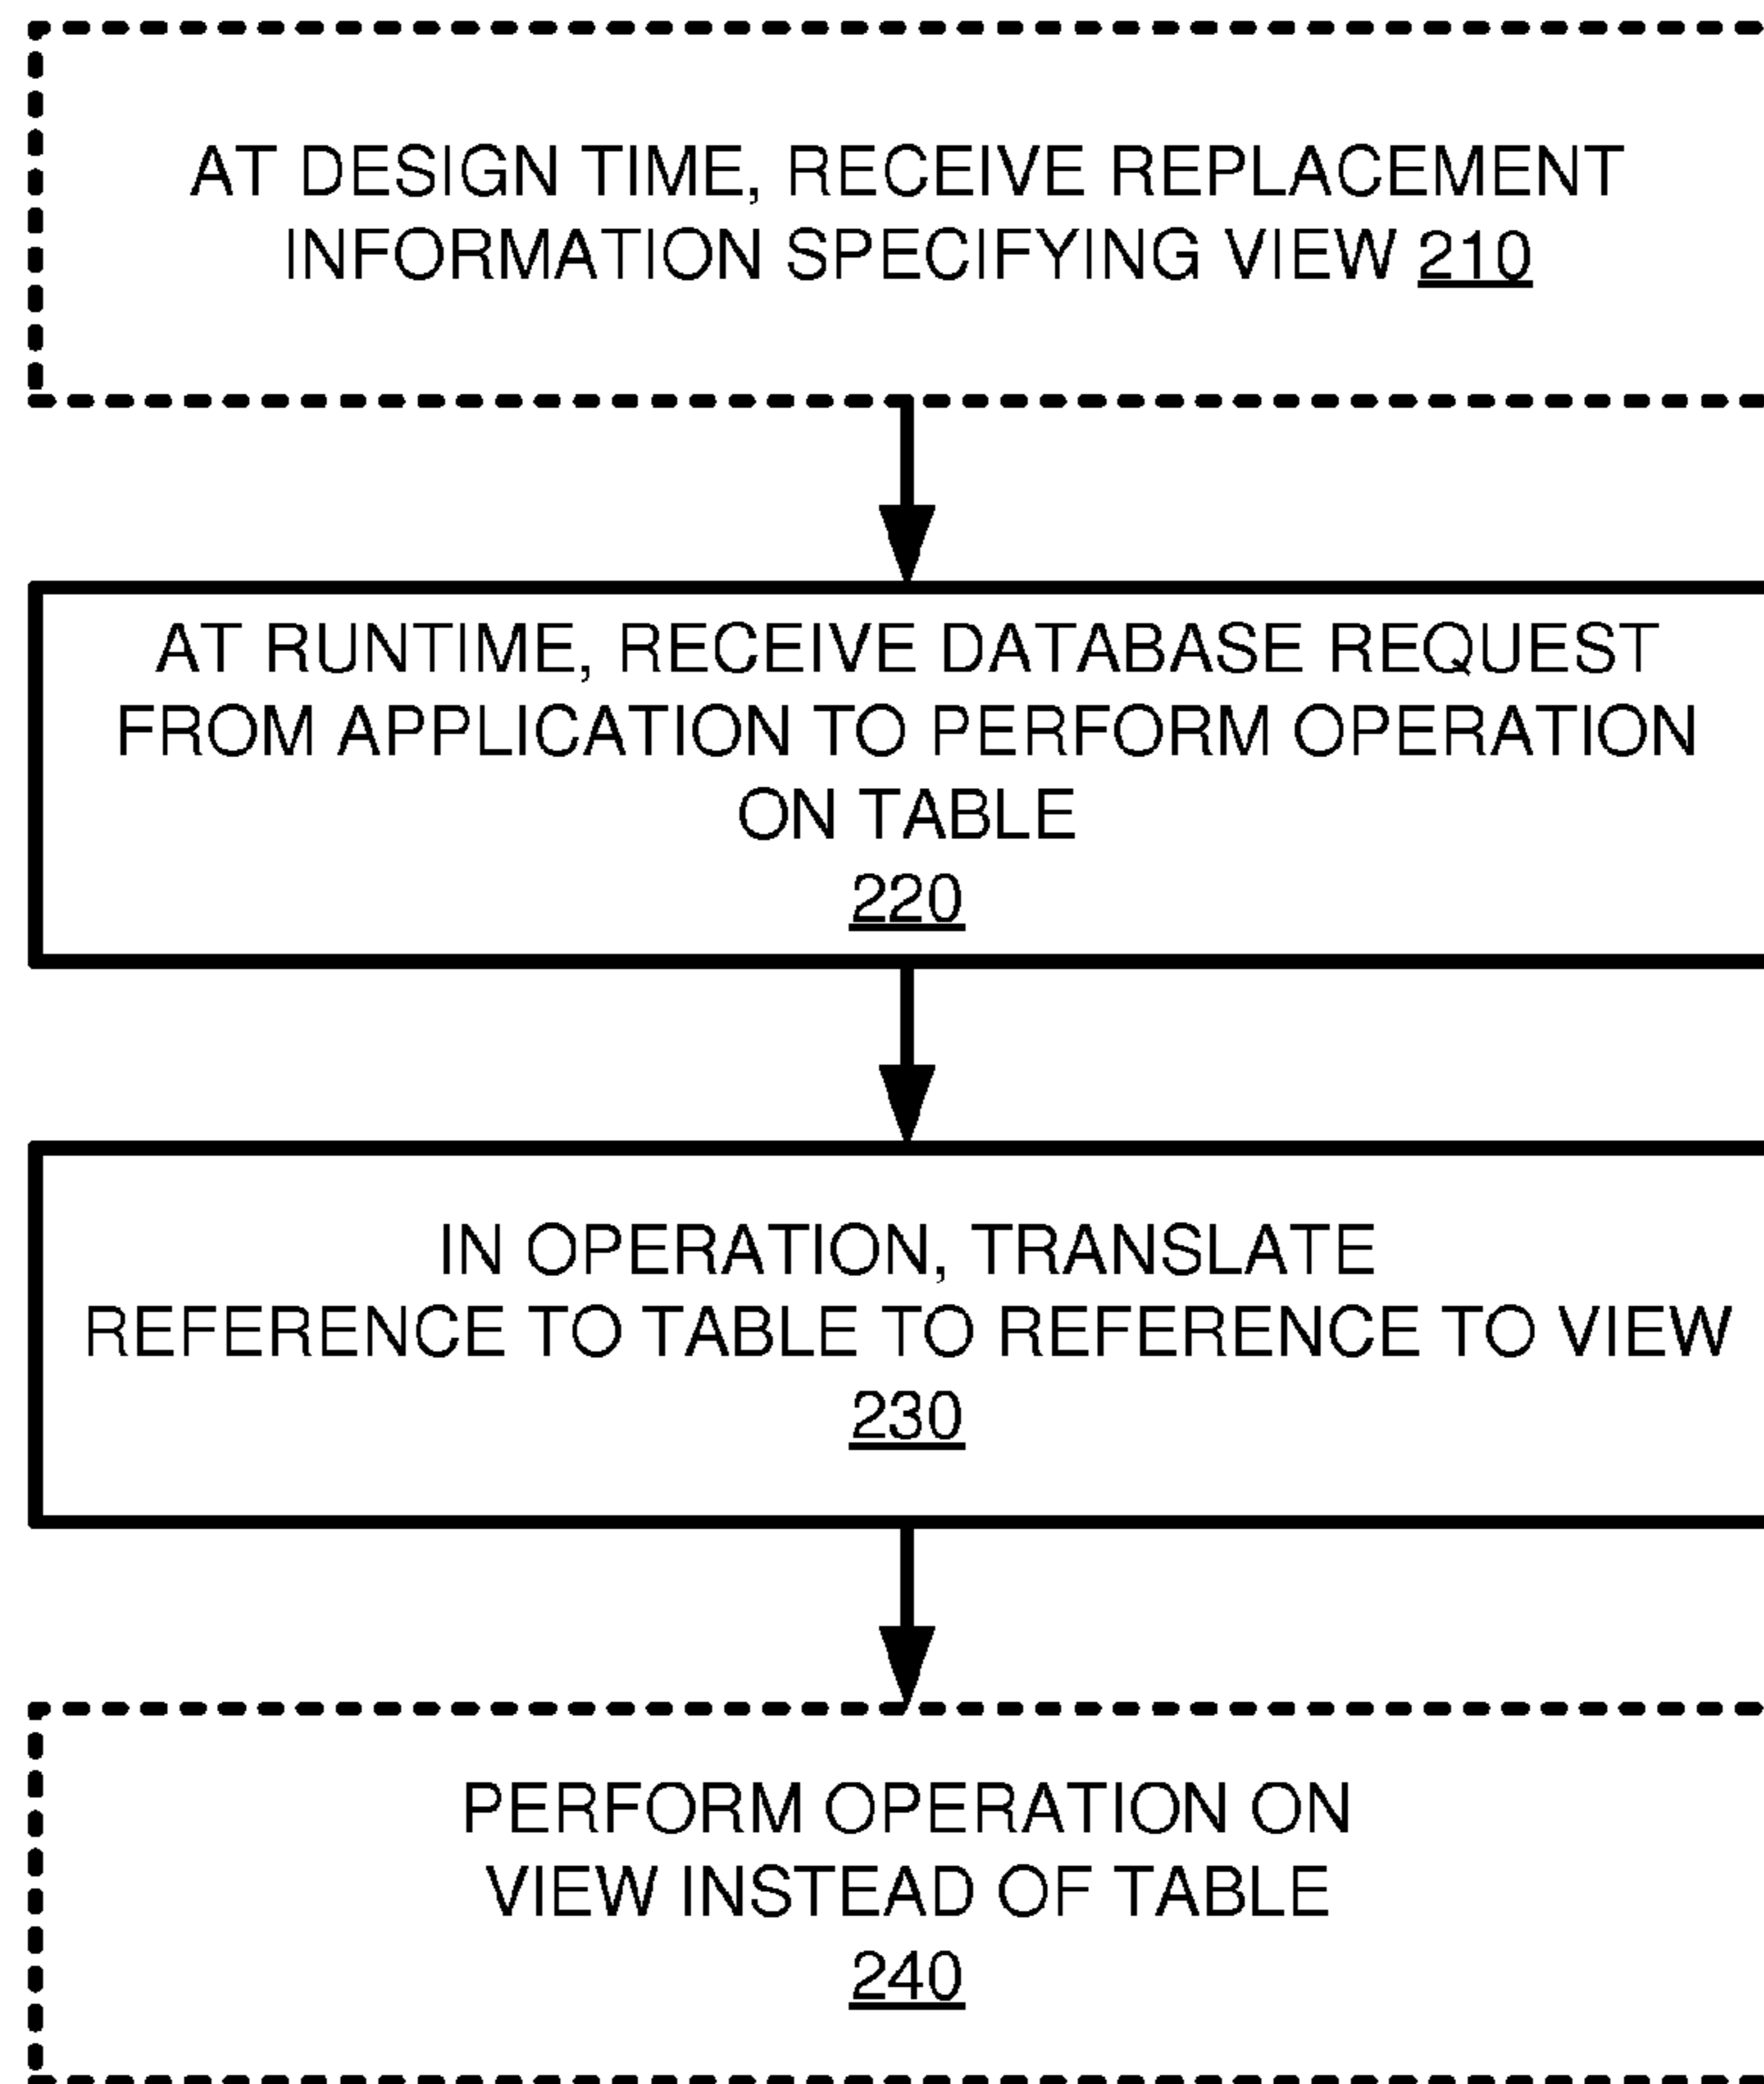 AT DESIGN TIME, RECEIVE REPLACEMENT
INFORMATION SPECIFYING VIEW 210
AT RUNTIME, RECEIVE DATABASE REQUEST
FROM APPLICATION TO PERFORM OPERATION
ON TABLE
220
IN OPERATION, TRANSLATE
REFERENCE TO TABLE TO REFERENCE TO VIEW
230
PERFORM OPERATION ON
VIEW INSTEAD OF TABLE
240